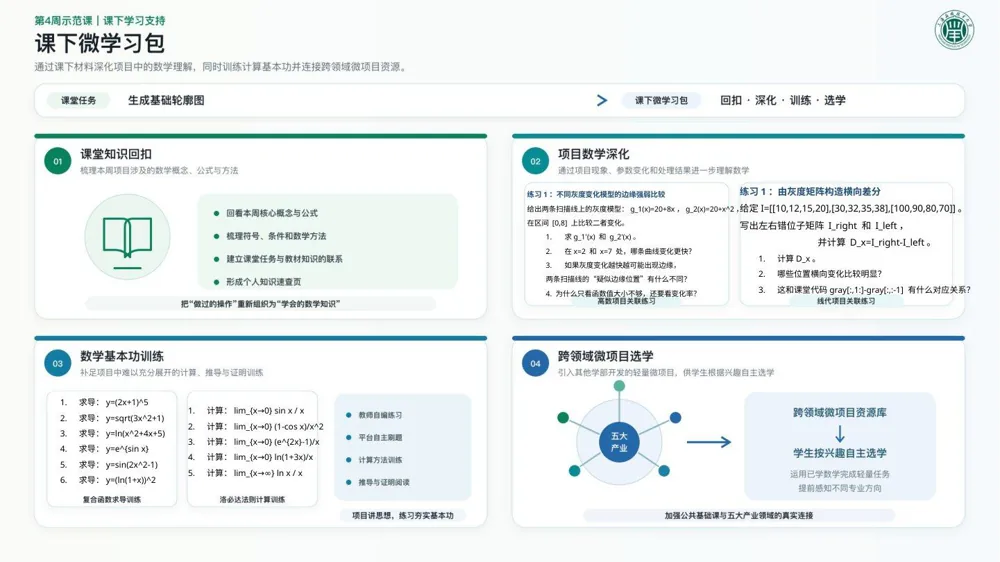 第4周示范课 | 课下学习支持
课下微学习包
通过课下材料深化项目中的数学理解，同时训练计算基本功并连接跨领域微项目资源。
课堂任务
生成基础轮廓图
课下微学习包
回扣 · 深化 · 训练 · 选学
01
课堂知识回扣
梳理本周项目涉及的数学概念、公式与方法
回看本周核心概念与公式
梳理符号、条件和数学方法
建立课堂任务与教材知识的联系
形成个人知识速查页
把“做过的操作”重新组织为“学会的数学知识”
02
项目数学深化
通过项目现象、参数变化和处理结果进一步理解数学
练习 1：不同灰度变化模型的边缘强弱比较
给出两条扫描线上的灰度模型： g_1(x)=20+8x ， g_2(x)=20+x^2 ，
在区间 [0,8] 上比较二者变化。
1. 求 g_1'(x) 和 g_2'(x) 。
2. 在 x=2 和 x=7 处，哪条曲线变化更快？
3. 如果灰度变化越快越可能出现边缘，
两条扫描线的 “疑似边缘位置” 有什么不同？
4. 为什么只看函数值大小不够，还要看变化率？
高数项目关联练习
练习 1：由灰度矩阵构造横向差分
给定 I=[[10,12,15,20],[30,32,35,38],[100,90,80,70]] 。
写出左右错位子矩阵 I_right 和 I_left ，
并计算 D_x=I_right-I_left 。
1. 计算 D_x 。
2. 哪些位置横向变化比较明显？
3. 这和课堂代码 gray[:,1:]-gray[:,:-1] 有什么对应关系？
线代项目关联练习
03
数学基本功训练
补足项目中难以充分展开的计算、推导与证明训练
1. 求导： y=(2x+1)^5
2. 求导： y=sqrt(3x^2+1)
3. 求导： y=ln(x^2+4x+5)
4. 求导： y=e^{sin x}
5. 求导： y=sin(2x^2-1)
6. 求导： y=(ln(1+x))^2
复合函数求导训练
1. 计算： lim_{x→0} sin x / x
2. 计算： lim_{x→0} (1-cos x)/x^2
3. 计算： lim_{x→0} (e^{2x}-1)/x
4. 计算： lim_{x→0} ln(1+3x)/x
5. 计算： lim_{x→∞} ln x / x
洛必达法则计算训练
教师自编练习
平台自主刷题
计算方法训练
推导与证明阅读
项目讲思想，练习夯实基本功
04
跨领域微项目选学
引入其他学部开发的轻量微项目，供学生根据兴趣自主选学
五大
产业
跨领域微项目资源库
学生按兴趣自主选学
运用已学数学完成轻量任务
提前感知不同专业方向
加强公共基础课与五大产业领域的真实连接